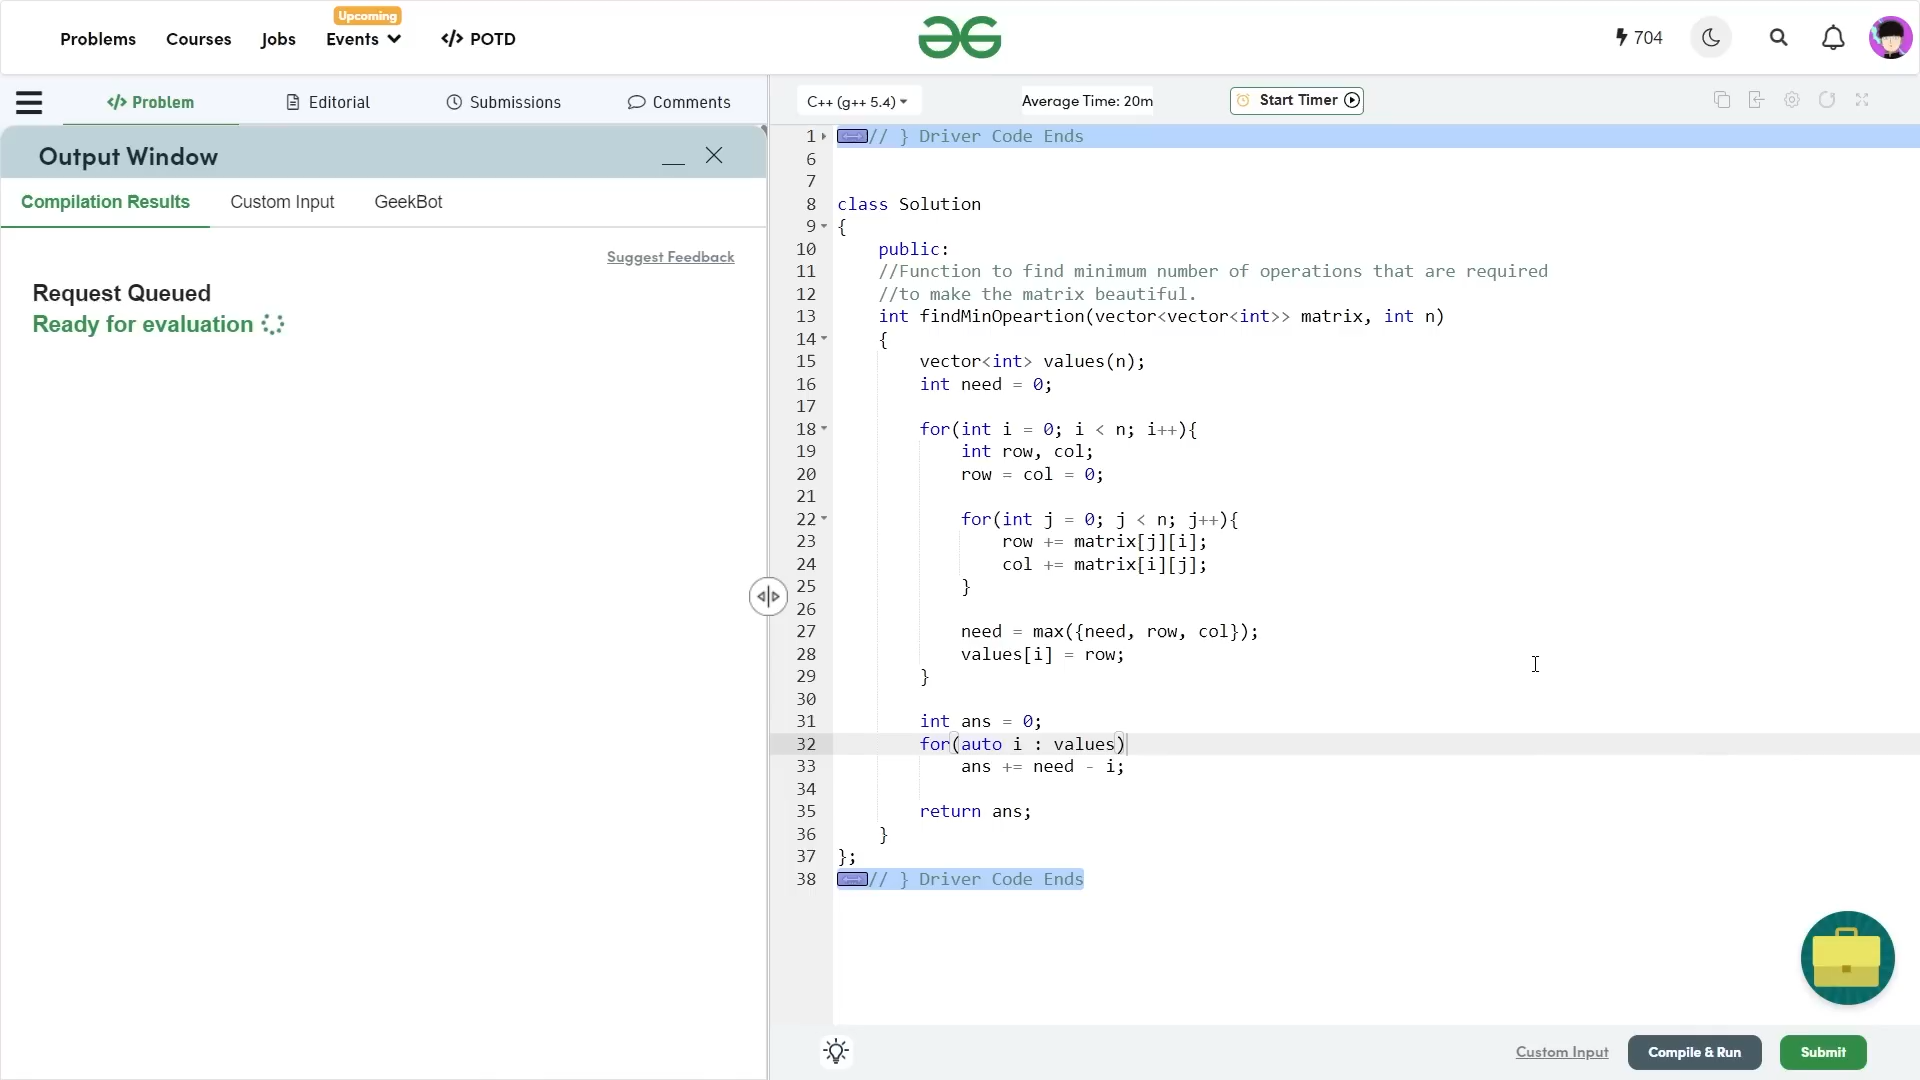 Problems
Courses
Jobs
Upcoming
Events
</> POTD
704
</> Problem
Editorial
Submissions
Comments
C++ (g++ 5.4)
Average Time: 20m
Start Timer
Output Window
Compilation Results
Custom Input
GeekBot
Suggest Feedback
Request Queued
Ready for evaluation
1 // } Driver Code Ends
6
7
8 class Solution
9 {
10     public:
11     //Function to find minimum number of operations that are required
12     //to make the matrix beautiful.
13     int findMinOpeartion(vector<vector<int>> matrix, int n)
14     {
15         vector<int> values(n);
16         int need = 0;
17
18         for(int i = 0; i < n; i++){
19             int row, col;
20             row = col = 0;
21
22             for(int j = 0; j < n; j++){
23                 row += matrix[j][i];
24                 col += matrix[i][j];
25             }
26
27             need = max({need, row, col});
28             values[i] = row;
29         }
30
31         int ans = 0;
32         for(auto i : values)
33             ans += need - i;
34
35         return ans;
36     }
37 };
38 // } Driver Code Ends
Custom Input
Compile & Run
Submit